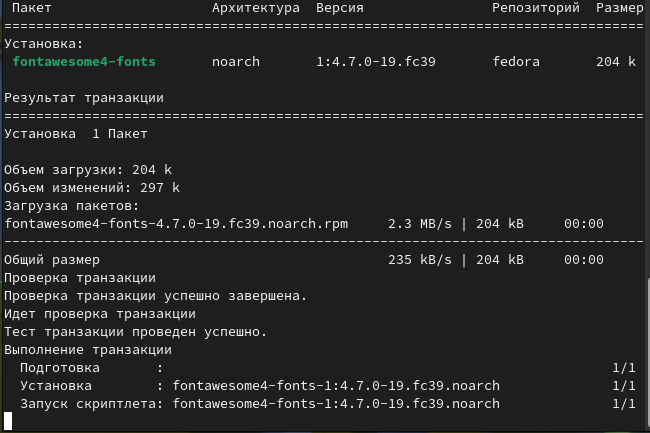 Пакет Архитектура Версия Репозиторий Размер
================================================================================
Установка:
fontawesome4-fonts noarch 1:4.7.0-19.fc39 fedora 204 k
Результат транзакции
================================================================================
Установка 1 Пакет
Объем загрузки: 204 k
Объем изменений: 297 k
Загрузка пакетов:
fontawesome4-fonts-4.7.0-19.fc39.noarch.rpm 2.3 MB/s | 204 kB 00:00
--------------------------------------------------------------------------------
Общий размер 235 kB/s | 204 kB 00:00
Проверка транзакции
Проверка транзакции успешно завершена.
Идет проверка транзакции
Тест транзакции проведен успешно.
Выполнение транзакции
Подготовка : 1/1
Установка : fontawesome4-fonts-1:4.7.0-19.fc39.noarch 1/1
Запуск скриптлета: fontawesome4-fonts-1:4.7.0-19.fc39.noarch 1/1